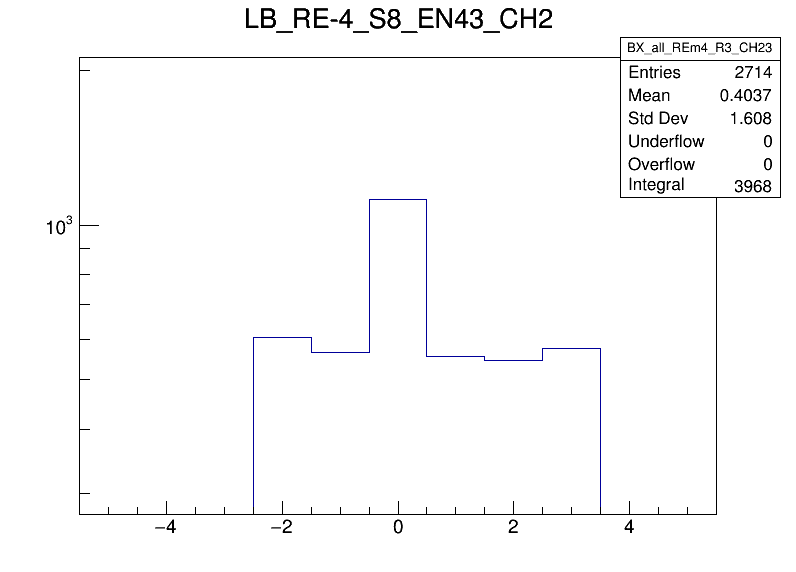 LB_RE-4_S8_EN43_CH2
BX_all_REm4_R3_CH23
Entries 2714
Mean 0.4037
Std Dev 1.608
Underflow 0
Overflow 0
Integral 3968
10³
−4 −2 0 2 4